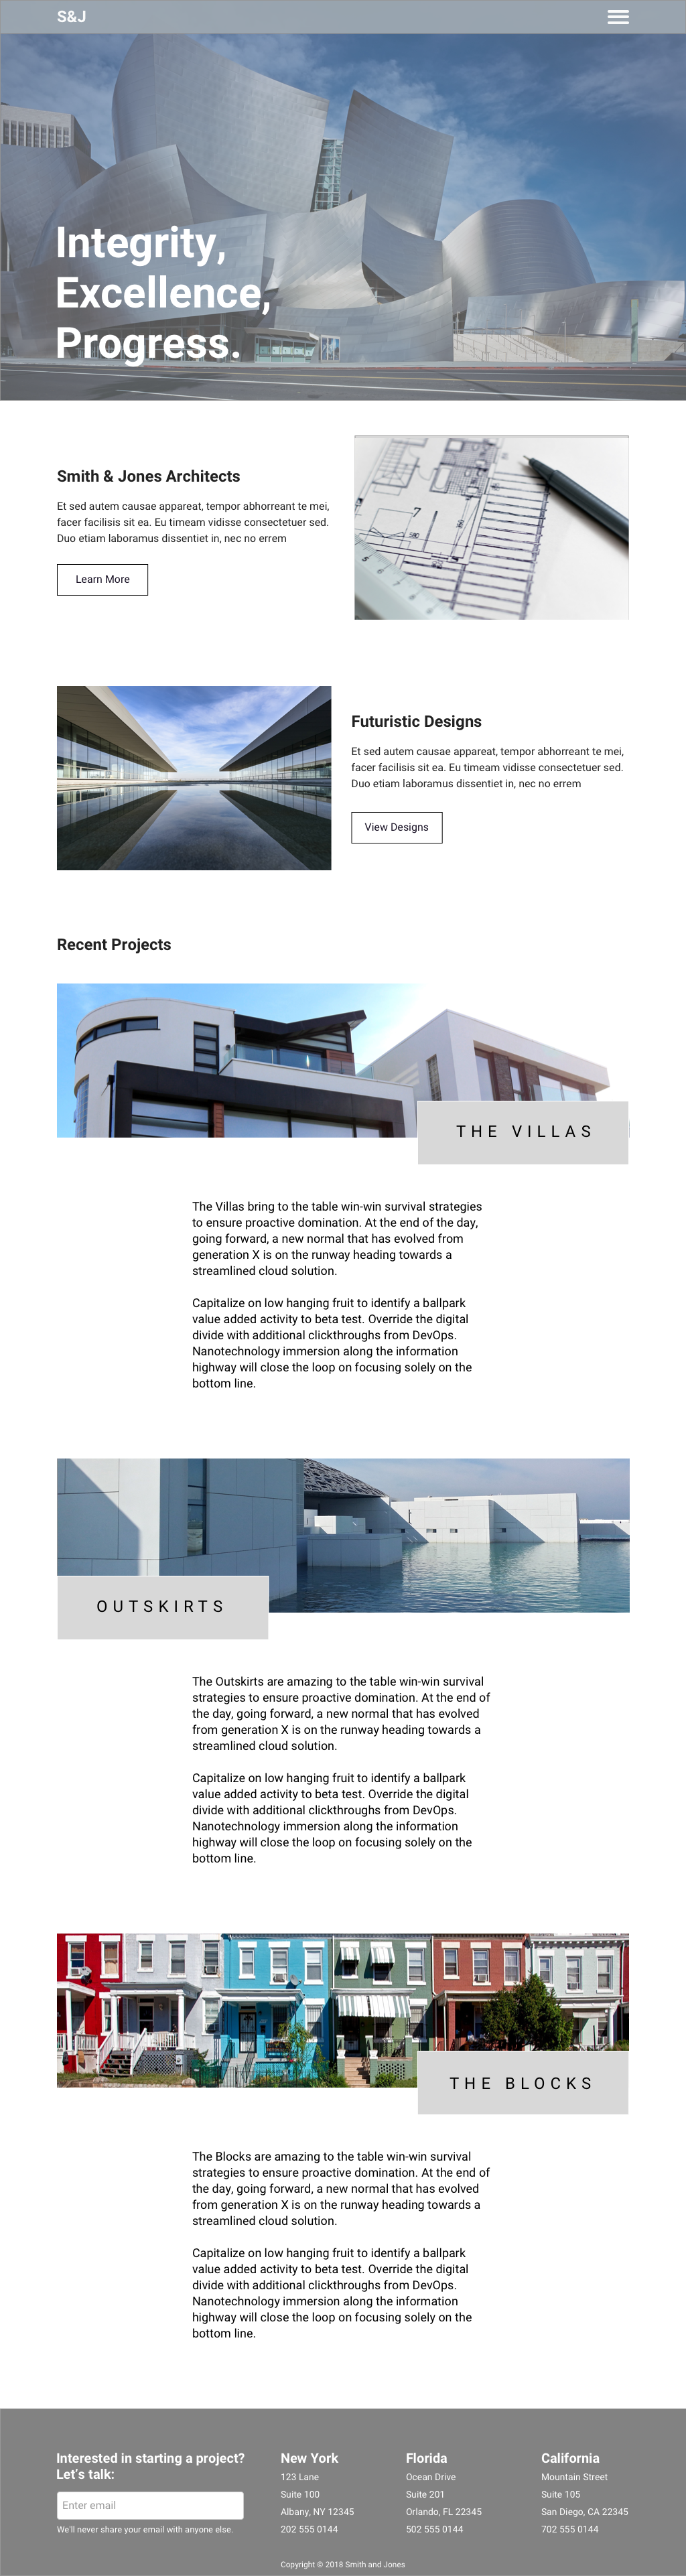 S&J
Integrity,
Excellence,
Progress.
Smith & Jones Architects
Et sed autem causae appareat, tempor abhorreant te mei,
facer facilisis sit ea. Eu timeam vidisse consectetuer sed.
Duo etiam laboramus dissentiet in, nec no errem
Learn More
7
Futuristic Designs
Et sed autem causae appareat, tempor abhorreant te mei,
facer facilisis sit ea. Eu timeam vidisse consectetuer sed.
Duo etiam laboramus dissentiet in, nec no errem
View Designs
Recent Projects
THE VILLAS
The Villas bring to the table win-win survival strategies
to ensure proactive domination. At the end of the day,
going forward, a new normal that has evolved from
generation X is on the runway heading towards a
streamlined cloud solution.
Capitalize on low hanging fruit to identify a ballpark
value added activity to beta test. Override the digital
divide with additional clickthroughs from DevOps.
Nanotechnology immersion along the information
highway will close the loop on focusing solely on the
bottom line.
OUTSKIRTS
The Outskirts are amazing to the table win-win survival
strategies to ensure proactive domination. At the end of
the day, going forward, a new normal that has evolved
from generation X is on the runway heading towards a
streamlined cloud solution.
Capitalize on low hanging fruit to identify a ballpark
value added activity to beta test. Override the digital
divide with additional clickthroughs from DevOps.
Nanotechnology immersion along the information
highway will close the loop on focusing solely on the
bottom line.
THE BLOCKS
The Blocks are amazing to the table win-win survival
strategies to ensure proactive domination. At the end of
the day, going forward, a new normal that has evolved
from generation X is on the runway heading towards a
streamlined cloud solution.
Capitalize on low hanging fruit to identify a ballpark
value added activity to beta test. Override the digital
divide with additional clickthroughs from DevOps.
Nanotechnology immersion along the information
highway will close the loop on focusing solely on the
bottom line.
Interested in starting a project?
Let's talk:
Enter email
We'll never share your email with anyone else.
New York
123 Lane
Suite 100
Albany, NY 12345
202 555 0144
Florida
Ocean Drive
Suite 201
Orlando, FL 22345
502 555 0144
California
Mountain Street
Suite 105
San Diego, CA 22345
702 555 0144
Copyright © 2018 Smith and Jones